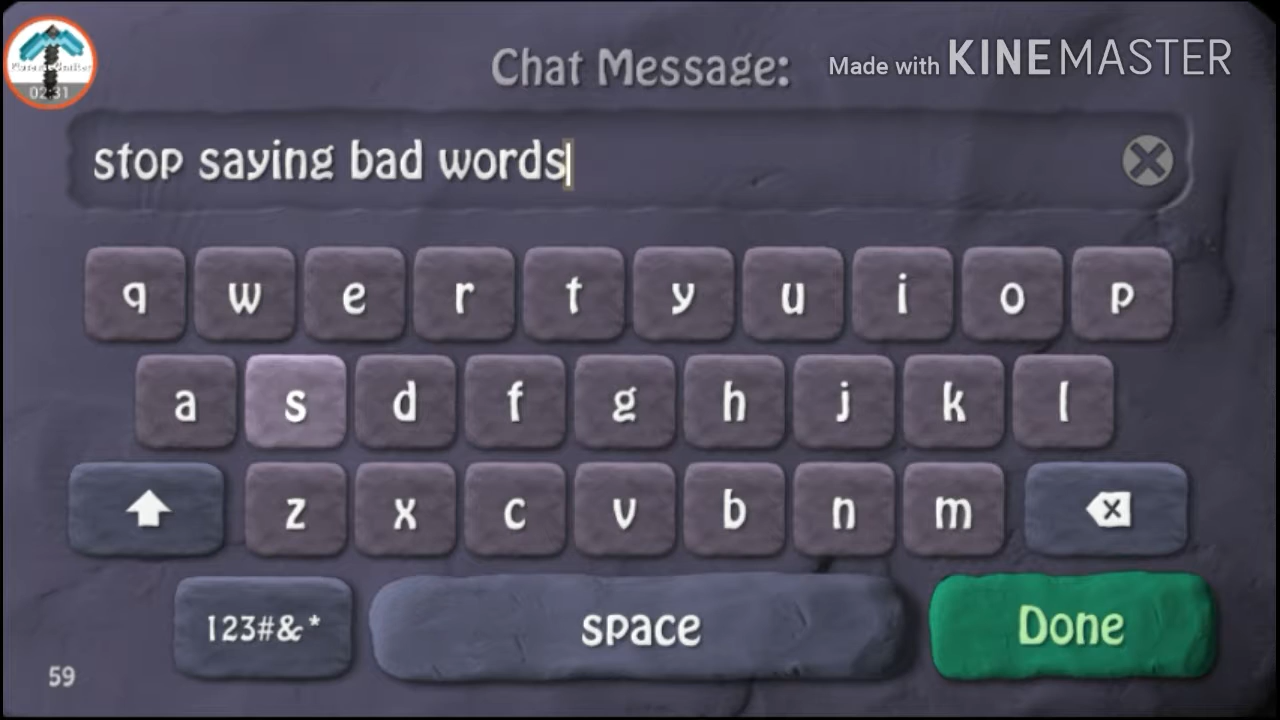 Chat Message:
Made with KINEMASTER
02:31
stop saying bad words
q w e r t y u i o p
a s d f g h j k l
z x c v b n m
123#&* space Done
59